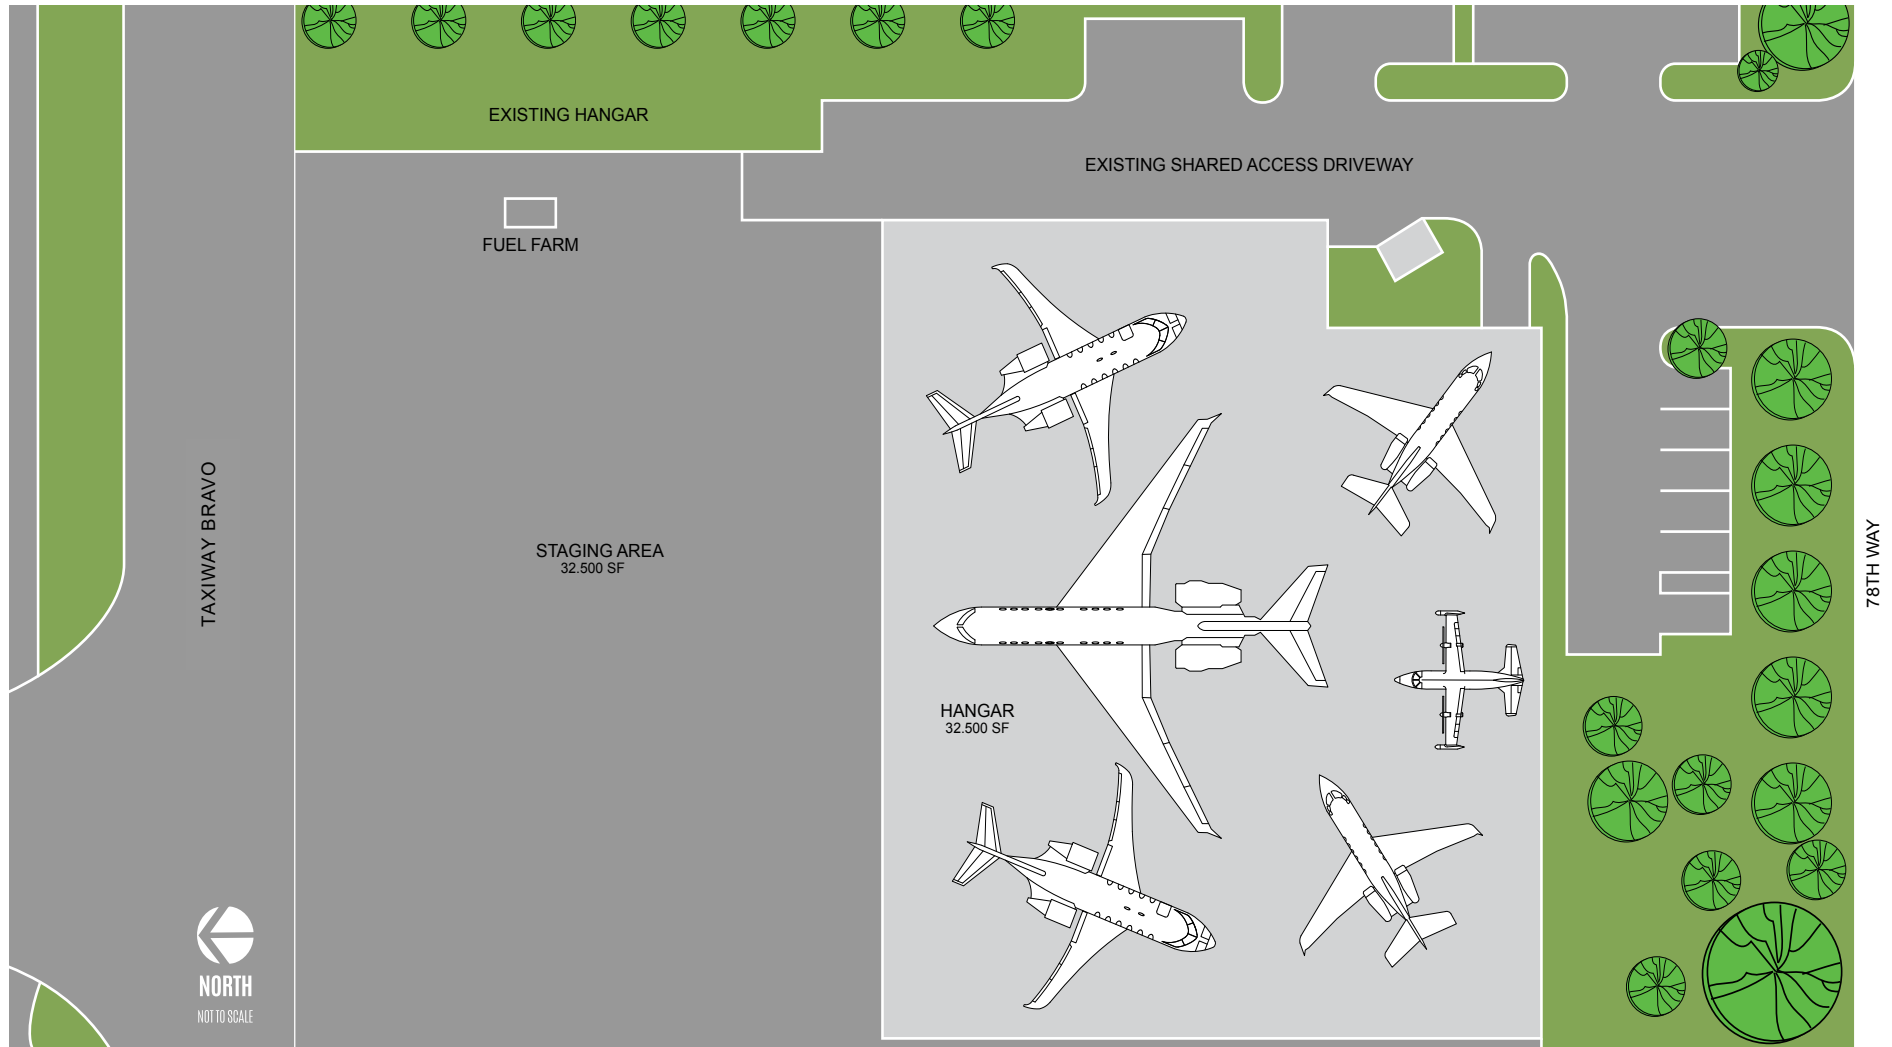 EXISTING HANGAR
EXISTING SHARED ACCESS DRIVEWAY
FUEL FARM
TAXIWAY BRAVO
STAGING AREA
32.500 SF
78TH WAY
HANGAR
32.500 SF
NORTH
NOT TO SCALE